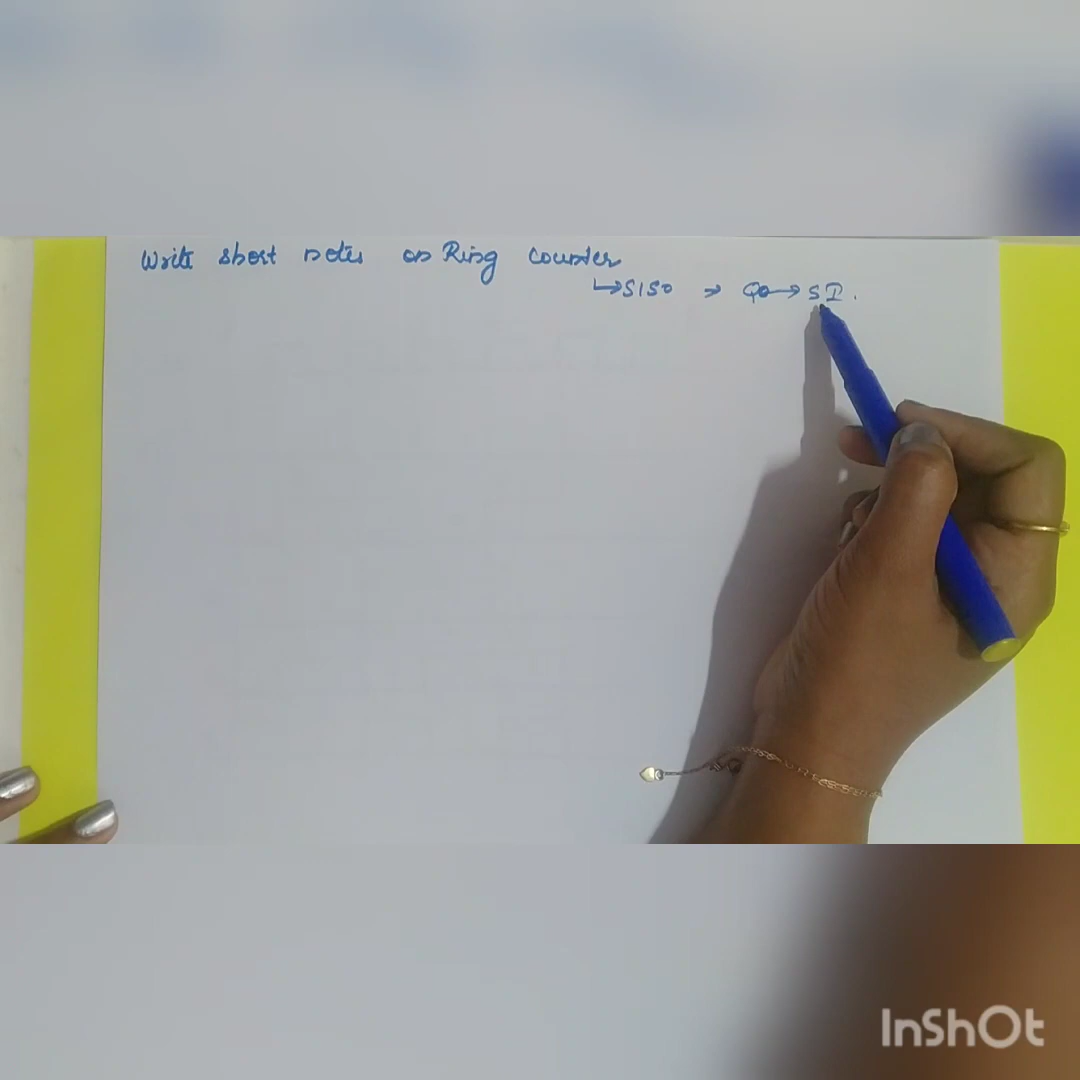 Write short notes on Ring counter
↳ SISO → Q0 → SI.
InShOt